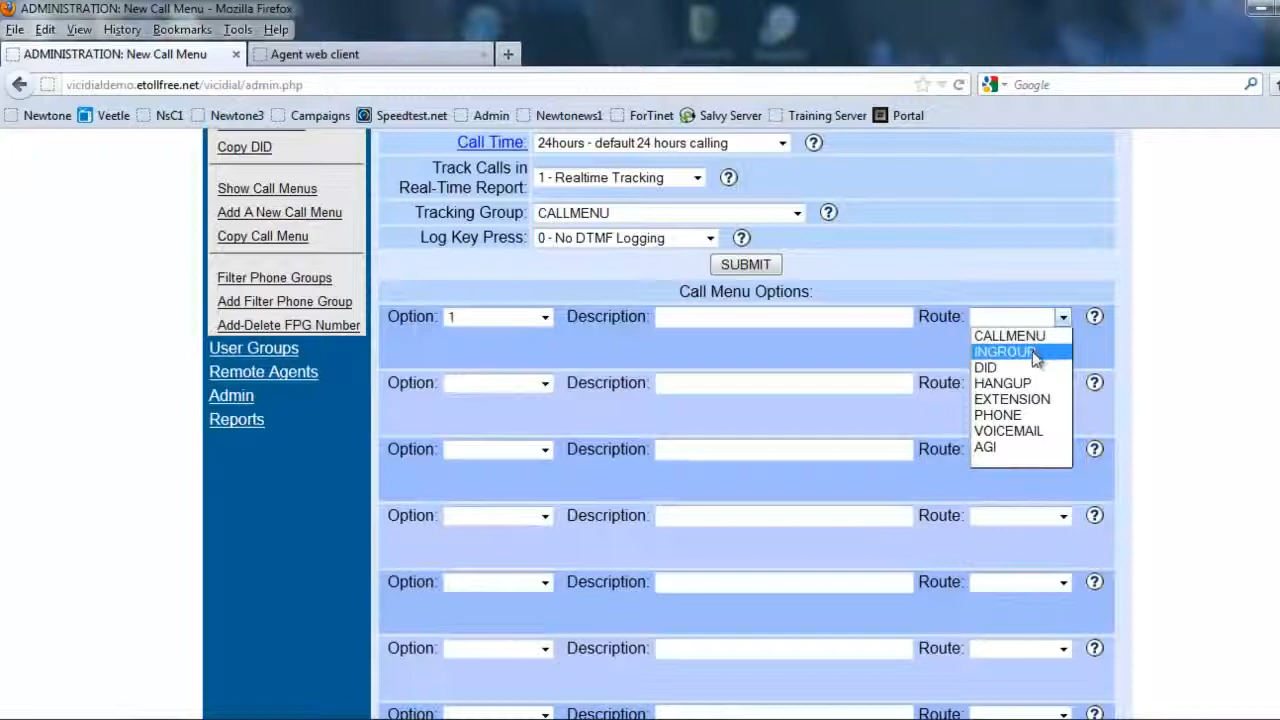 ADMINISTRATION: New Call Menu - Mozilla Firefox
File Edit View History Bookmarks Tools Help
ADMINISTRATION: New Call Menu × Agent web client × +
vicidialdemo.etollfree.net/vicidial/admin.php Google
Newtone Veetle NsC1 Newtone3 Campaigns Speedtest.net Admin Newtonews1 ForTinet Salvy Server Training Server Portal
Copy DID
Show Call Menus
Add A New Call Menu
Copy Call Menu
Filter Phone Groups
Add Filter Phone Group
Add-Delete FPG Number
User Groups
Remote Agents
Admin
Reports
Call Time: 24hours - default 24 hours calling ?
Track Calls in
Real-Time Report: 1 - Realtime Tracking ?
Tracking Group: CALLMENU ?
Log Key Press: 0 - No DTMF Logging ?
SUBMIT
Call Menu Options:
Option: 1 Description: Route: ?
CALLMENU
INGROUP
DID
HANGUP
EXTENSION
PHONE
VOICEMAIL
AGI
Option: Description: Route: ?
Option: Description: Route: ?
Option: Description: Route: ?
Option: Description: Route: ?
Option: Description: Route: ?
Option: Description: Route: ?